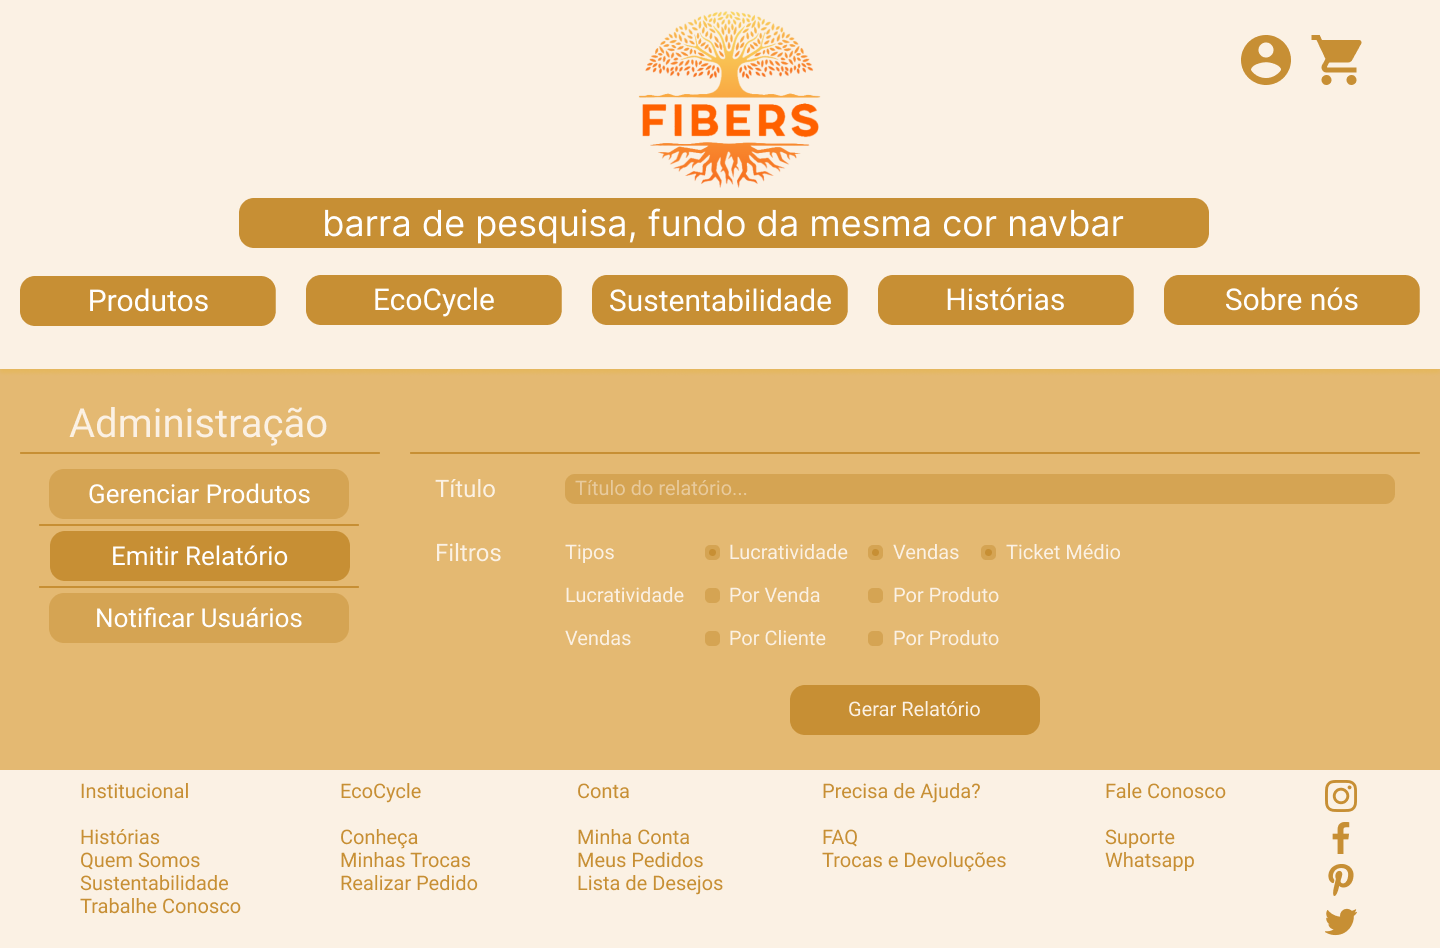 FIBERS
barra de pesquisa, fundo da mesma cor navbar
Produtos EcoCycle Sustentabilidade Histórias Sobre nós
Administração
Gerenciar Produtos
Emitir Relatório
Notificar Usuários
Título Título do relatório...
Filtros Tipos Lucratividade Vendas Ticket Médio
Lucratividade Por Venda Por Produto
Vendas Por Cliente Por Produto
Gerar Relatório
Institucional
Histórias
Quem Somos
Sustentabilidade
Trabalhe Conosco
EcoCycle
Conheça
Minhas Trocas
Realizar Pedido
Conta
Minha Conta
Meus Pedidos
Lista de Desejos
Precisa de Ajuda?
FAQ
Trocas e Devoluções
Fale Conosco
Suporte
Whatsapp